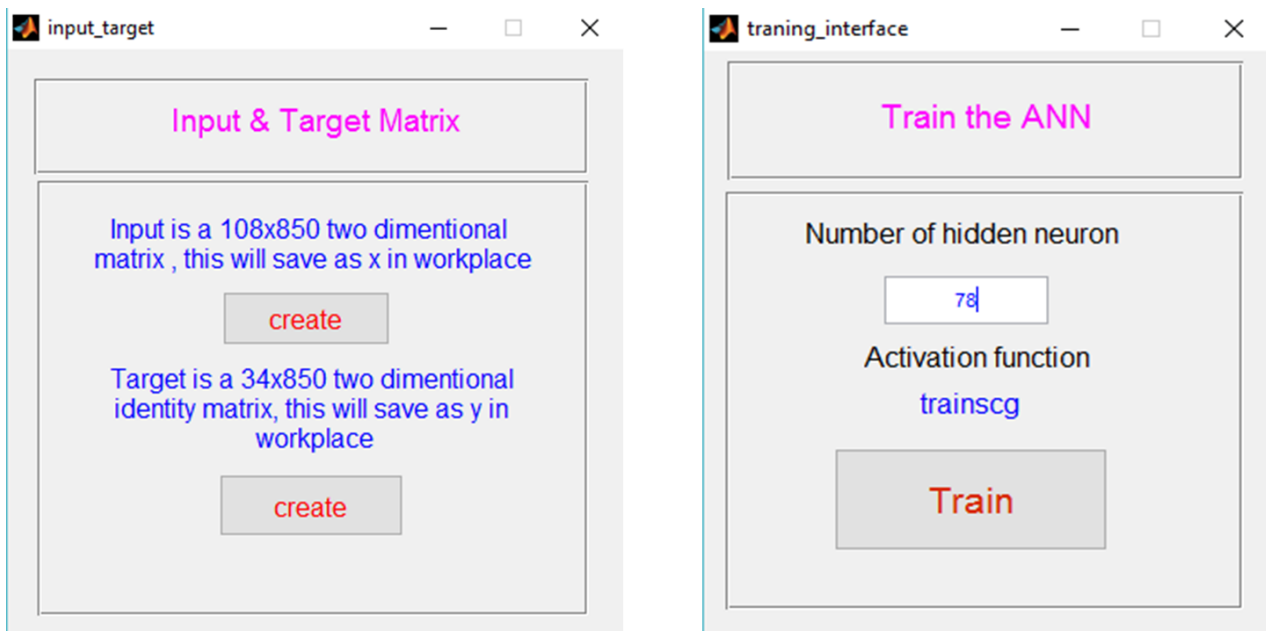 input_target
Input & Target Matrix
Input is a 108x850 two dimentional
matrix , this will save as x in workplace
create
Target is a 34x850 two dimentional
identity matrix, this will save as y in
workplace
create
traning_interface
Train the ANN
Number of hidden neuron
78
Activation function
trainscg
Train